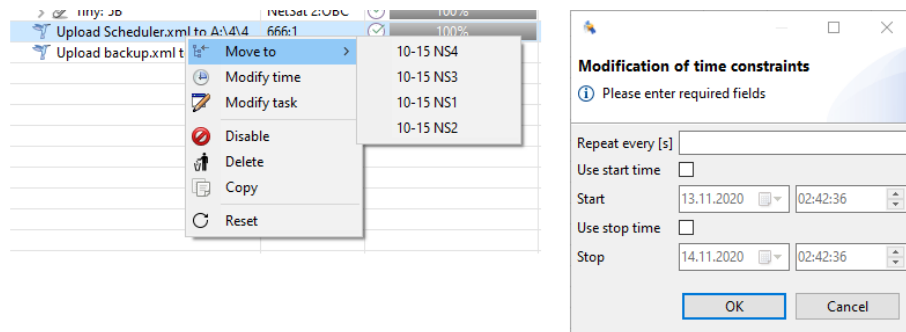 Tiny: JB NetSat 2:OBC 100%
Upload Scheduler.xml to A:\4\4 666:1 100%
Upload backup.xml t
Move to
Modify time
Modify task
Disable
Delete
Copy
Reset
10-15 NS4
10-15 NS3
10-15 NS1
10-15 NS2
Modification of time constraints
Please enter required fields
Repeat every [s]
Use start time
Start 13.11.2020 02:42:36
Use stop time
Stop 14.11.2020 02:42:36
OK Cancel